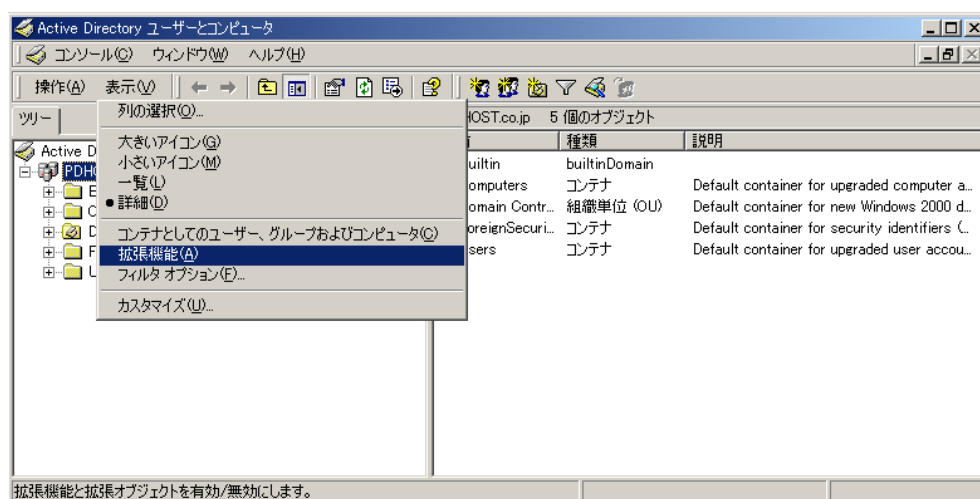 Active Directory ユーザーとコンピュータ
コンソール(C) ウィンドウ(W) ヘルプ(H)
操作(A) 表示(V)
ツリー
HOST.co.jp 5 個のオブジェクト
列の選択(O)...
大きいアイコン(G)
小さいアイコン(M)
一覧(L)
詳細(D)
コンテナとしてのユーザー、グループおよびコンピュータ(C)
拡張機能(A)
フィルタ オプション(F)...
カスタマイズ(U)...
Active D
PDH
種類 説明
uiltin builtinDomain
omputers コンテナ Default container for upgraded computer a...
omain Contr... 組織単位 (OU) Default container for new Windows 2000 d...
oreignSecuri... コンテナ Default container for security identifiers (...
sers コンテナ Default container for upgraded user accou...
拡張機能と拡張オブジェクトを有効/無効にします。